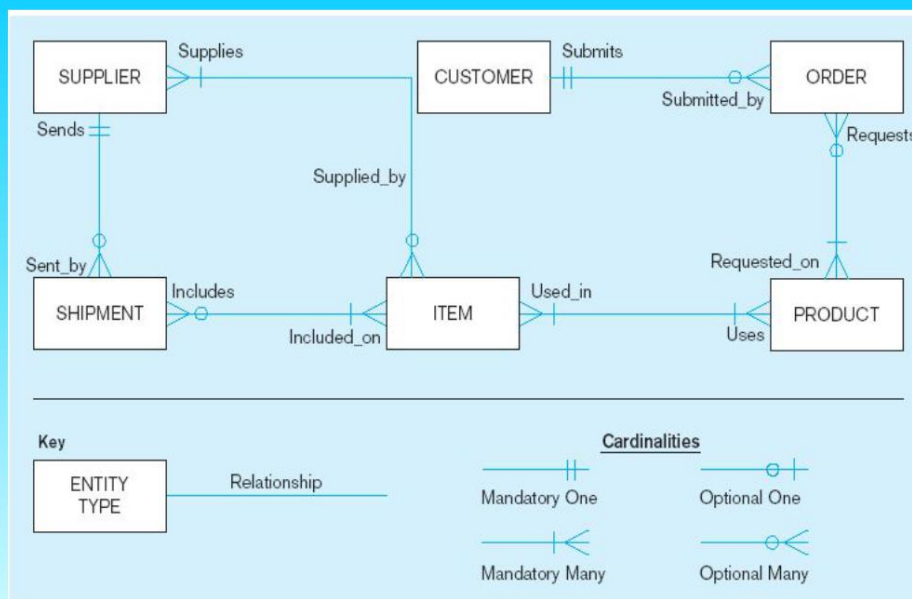 Supplies
Submits
SUPPLIER
CUSTOMER
ORDER
Submitted_by
Sends
Requests
Supplied_by
Sent_by
Requested_on
Includes
Used_in
SHIPMENT
ITEM
PRODUCT
Included_on
Uses
Key
Cardinalities
ENTITY
TYPE
Relationship
Mandatory One
Optional One
Mandatory Many
Optional Many